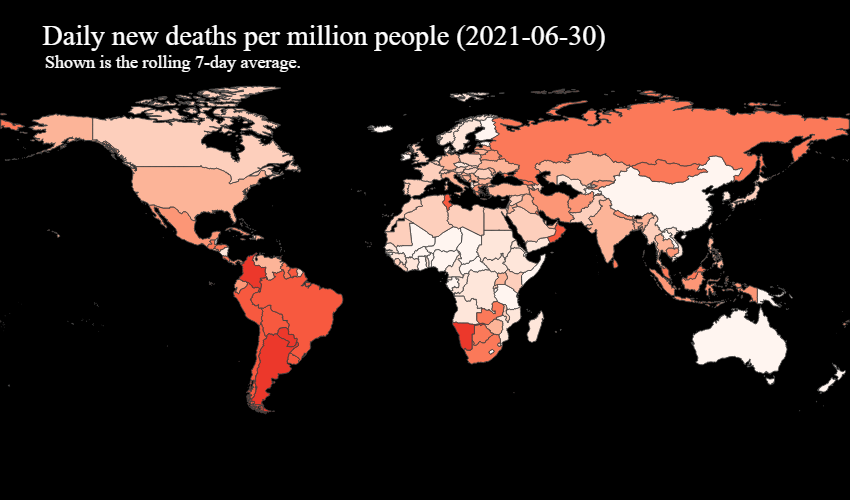 Daily new deaths per million people (2021-06-30)
Shown is the rolling 7-day average.